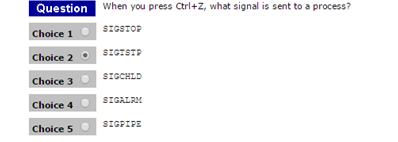 Question When you press Ctrl+Z, what signal is sent to a process?
Choice 1 SIGSTOP
Choice 2 SIGTSTP
Choice 3 SIGCHLD
Choice 4 SIGALRM
Choice 5 SIGPIPE